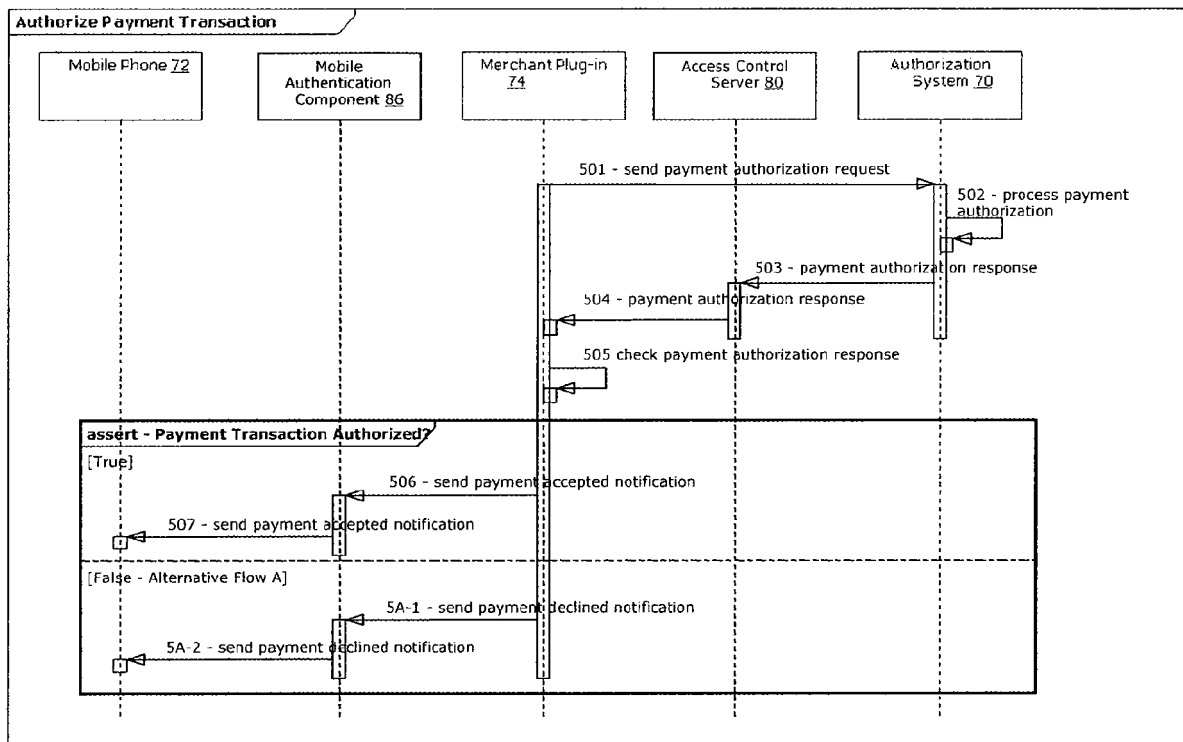 Authorize Payment Transaction
Mobile Phone 72
Mobile
Authentication
Component 86
Merchant Plug-in
74
Access Control
Server 80
Authorization
System 70
501 - send payment authorization request
502 - process payment
authorization
503 - payment authorization response
504 - payment authorization response
505 check payment authorization response
assert - Payment Transaction Authorized?
[True]
506 - send payment accepted notification
507 - send payment accepted notification
[False - Alternative Flow A]
5A-1 - send payment declined notification
5A-2 - send payment declined notification